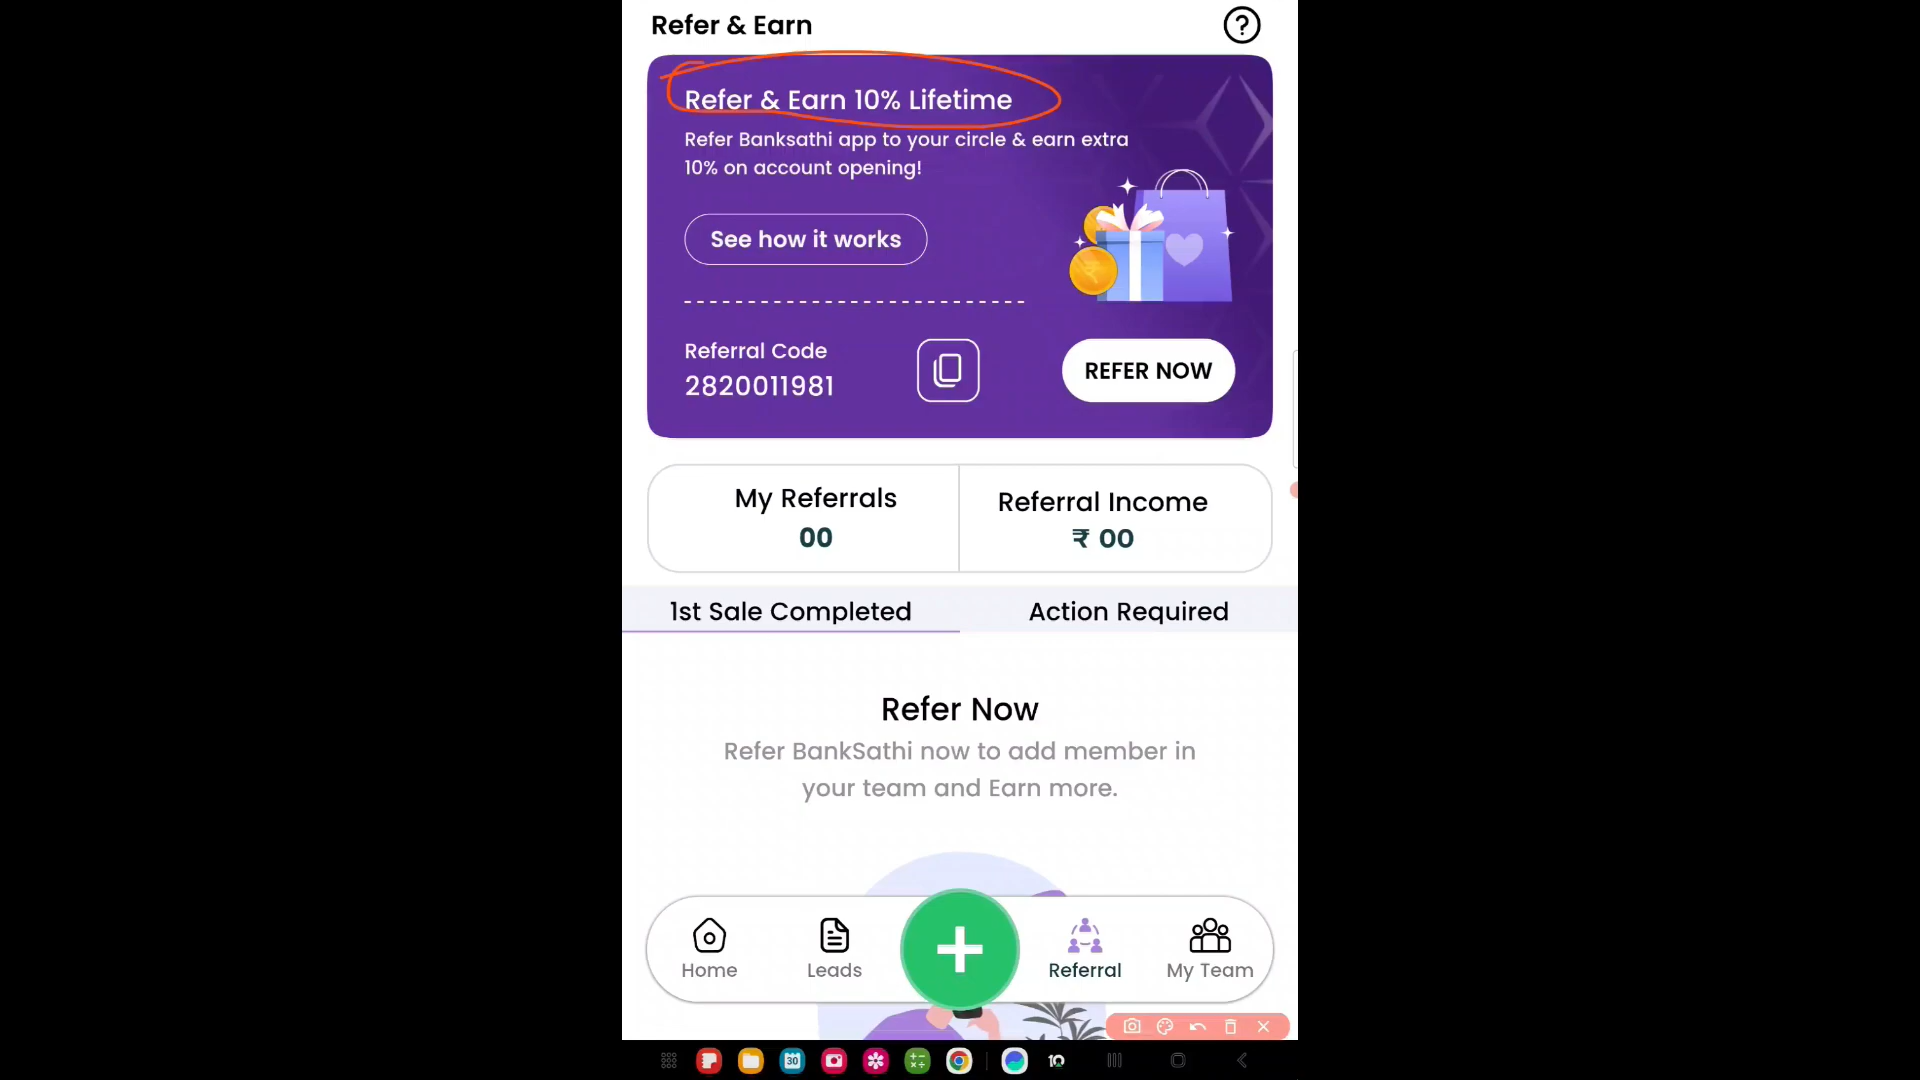 Refer & Earn
Refer & Earn 10% Lifetime
Refer Banksathi app to your circle & earn extra
10% on account opening!
See how it works
Referral Code
2820011981
REFER NOW
My Referrals
00
Referral Income
₹ 00
1st Sale Completed
Action Required
Refer Now
Refer BankSathi now to add member in
your team and Earn more.
Home
Leads
Referral
My Team
30